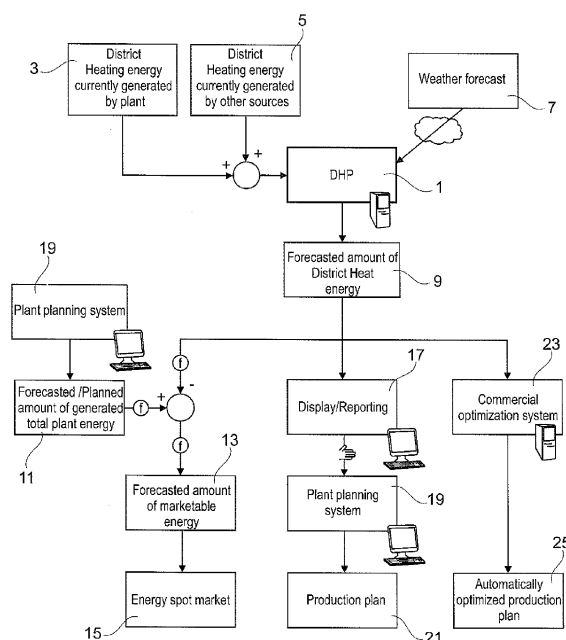 3
District
Heating energy
currently generated
by plant
5
District
Heating energy
currently generated
by other sources
Weather forecast
7
+
+
DHP
1
Forecasted amount of
District Heat
energy
9
19
Plant planning system
Forecasted /Planned
amount of generated
total plant energy
11
f
+
f
-
f
13
Forecasted amount
of marketable
energy
Energy spot market
15
17
Display/Reporting
Plant planning
system
19
Production plan
21
23
Commercial
optimization system
25
Automatically
optimized production
plan